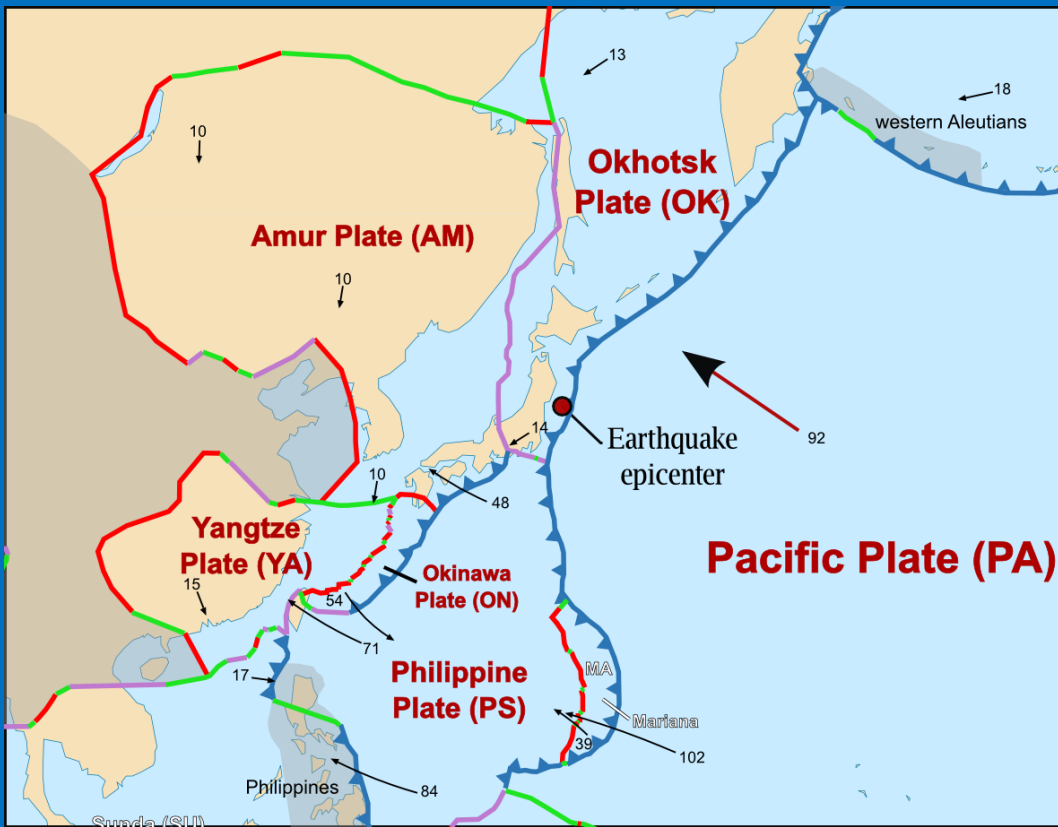 13
18
western Aleutians
10
Okhotsk
Plate (OK)
Amur Plate (AM)
10
14
92
Earthquake
epicenter
10
48
Yangtze
Plate (YA)
Pacific Plate (PA)
15
Okinawa
Plate (ON)
54
71
Philippine
Plate (PS)
MA
17
Mariana
39
102
Philippines
84
Sunda (SU)